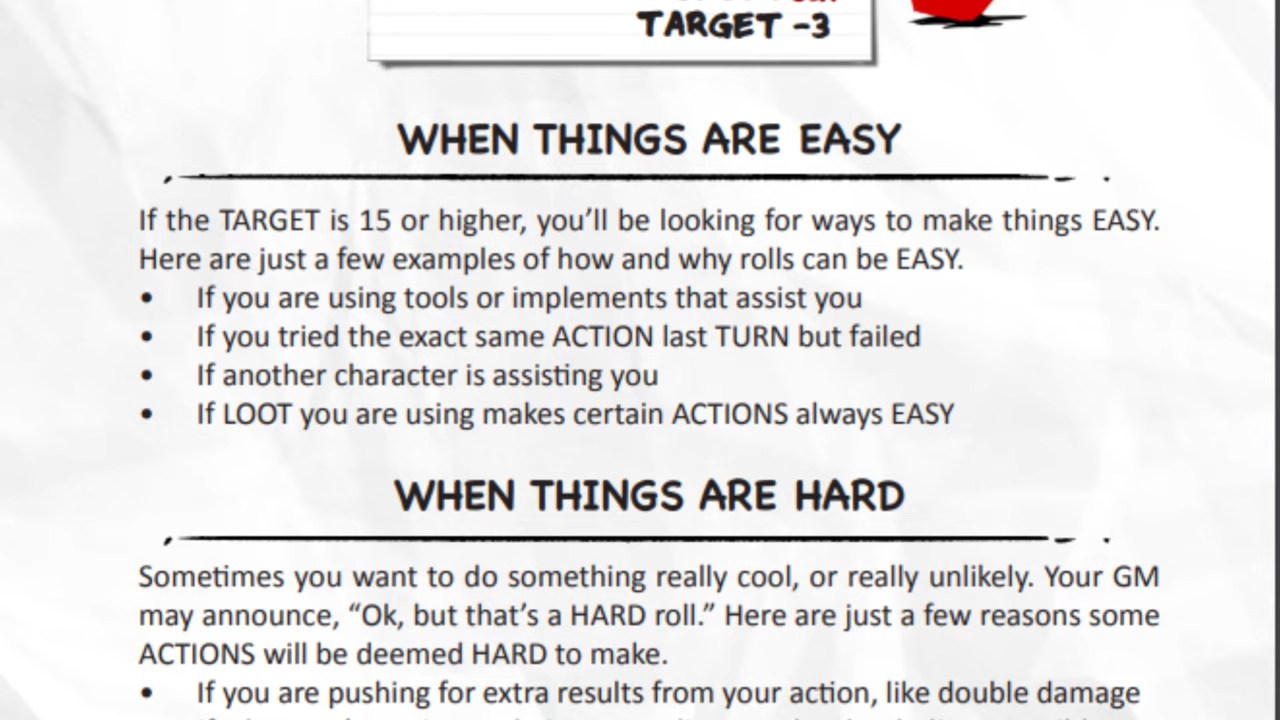 TARGET -3
WHEN THINGS ARE EASY
If the TARGET is 15 or higher, you’ll be looking for ways to make things EASY.
Here are just a few examples of how and why rolls can be EASY.
• If you are using tools or implements that assist you
• If you tried the exact same ACTION last TURN but failed
• If another character is assisting you
• If LOOT you are using makes certain ACTIONS always EASY
WHEN THINGS ARE HARD
Sometimes you want to do something really cool, or really unlikely. Your GM
may announce, “Ok, but that’s a HARD roll.” Here are just a few reasons some
ACTIONS will be deemed HARD to make.
• If you are pushing for extra results from your action, like double damage